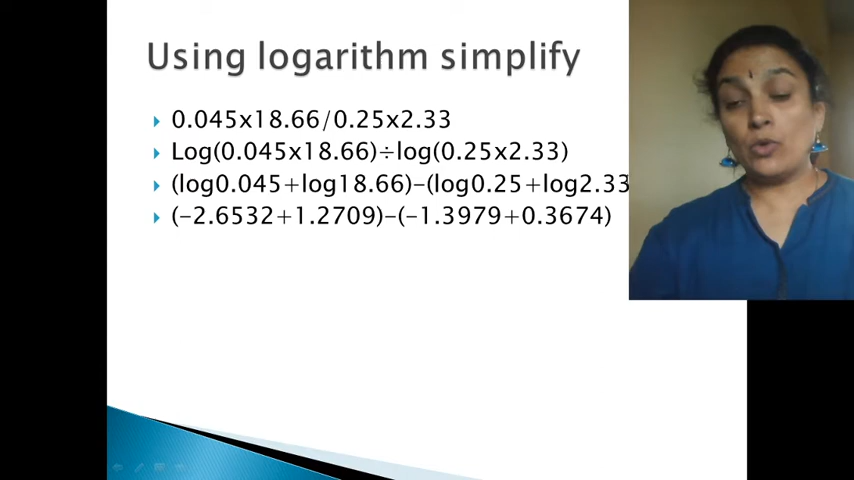 Using logarithm simplify
0.045x18.66/0.25x2.33
Log(0.045x18.66)÷log(0.25x2.33)
(log0.045+log18.66)-(log0.25+log2.33
(-2.6532+1.2709)-(-1.3979+0.3674)